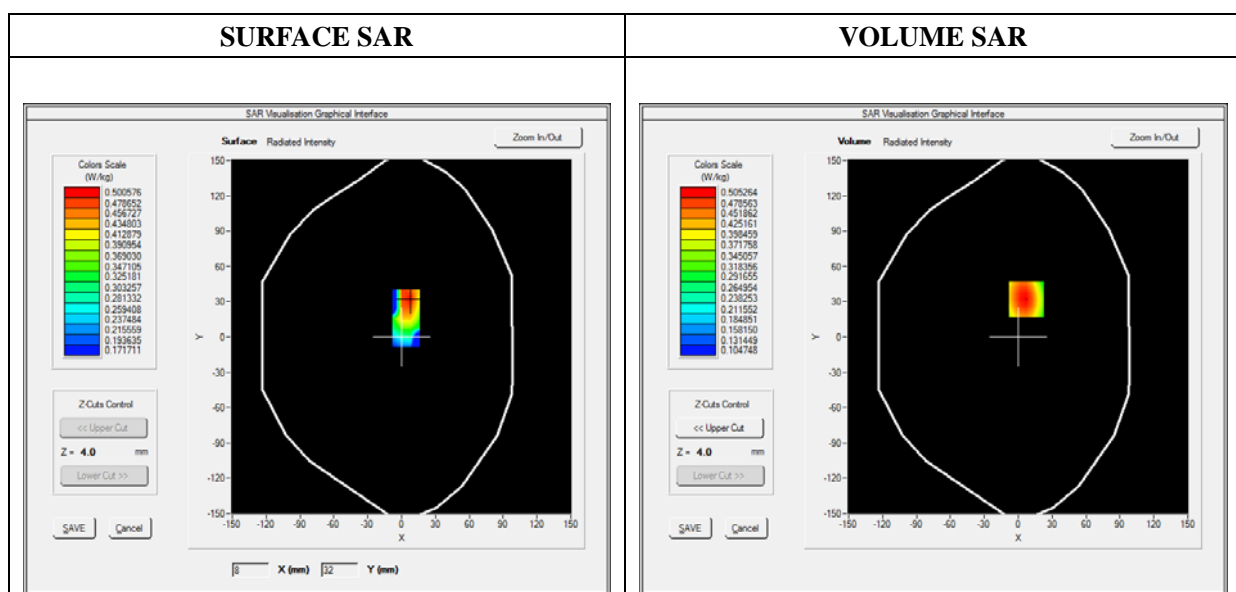 SURFACE SAR
VOLUME SAR
SAR Visualisation Graphical Interface
Surface Radiated Intensity
Zoom In/Out
Colors Scale
(W/kg)
0.500576
0.478652
0.456727
0.434803
0.412879
0.390954
0.369030
0.347105
0.325181
0.303257
0.281332
0.259408
0.237484
0.215559
0.193635
0.171711
Z-Cuts Control
<< Upper Cut
Z = 4.0 mm
Lower Cut >>
SAVE Cancel
150
120
90
60
30
0
-30
-60
-90
-120
-150
Y
-150 -120 -90 -60 -30 0 30 60 90 120 150
X
8 X (mm) 32 Y (mm)
SAR Visualisation Graphical Interface
Volume Radiated Intensity
Zoom In/Out
Colors Scale
(W/kg)
0.505264
0.478563
0.451862
0.425161
0.398459
0.371758
0.345057
0.318356
0.291655
0.264954
0.238253
0.211552
0.184851
0.158150
0.131449
0.104748
Z-Cuts Control
<< Upper Cut
Z = 4.0 mm
Lower Cut >>
SAVE Cancel
150
120
90
60
30
0
-30
-60
-90
-120
-150
Y
-150 -120 -90 -60 -30 0 30 60 90 120 150
X